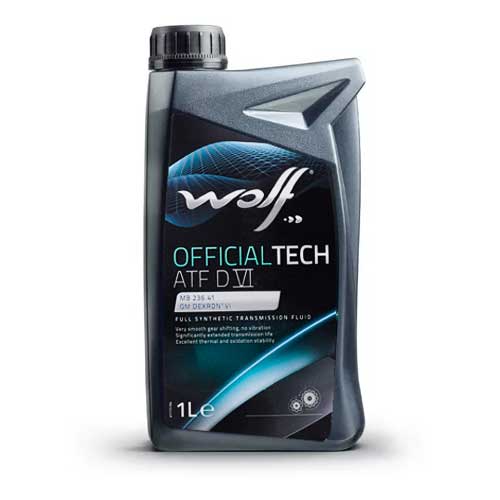 wolf
OFFICIALTECH
ATF D VI
MB 236.41
GM DEXRON® VI
FULL SYNTHETIC TRANSMISSION FLUID
Very smooth gear shifting, no vibration
Significantly extended transmission life
Excellent thermal and oxidation stability
1L℮